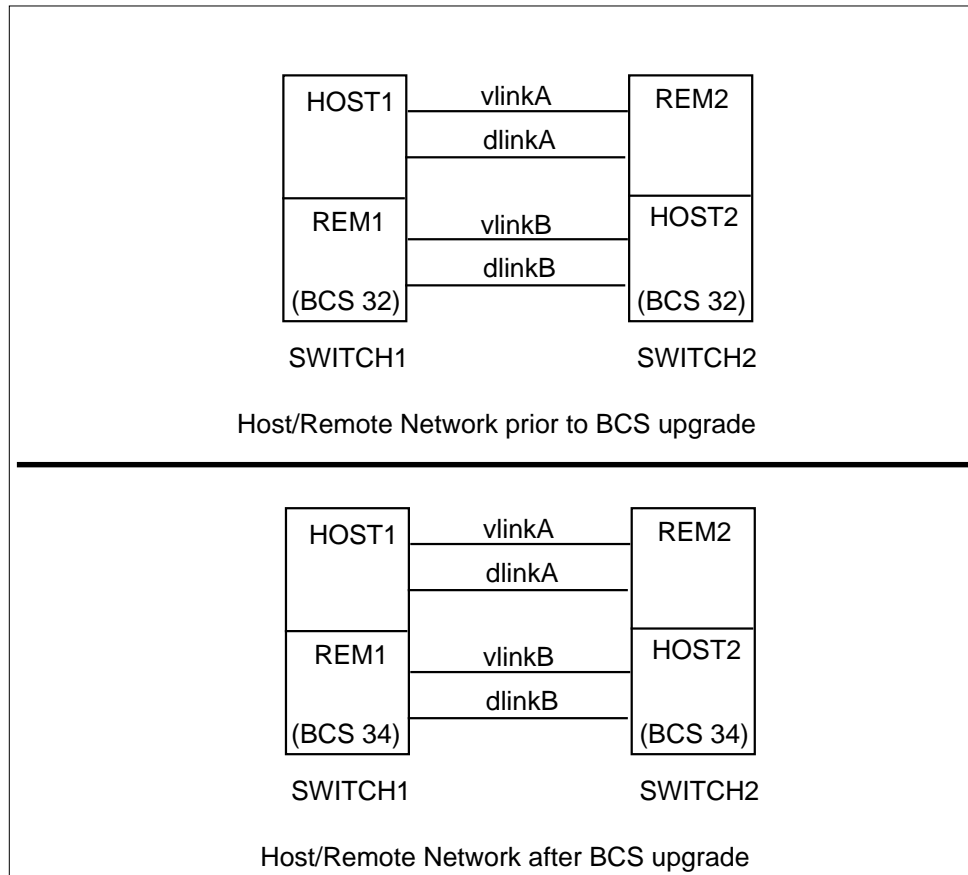 HOST1
vlinkA
REM2
dlinkA
REM1
vlinkB
HOST2
dlinkB
(BCS 32)
(BCS 32)
SWITCH1
SWITCH2
Host/Remote Network prior to BCS upgrade
HOST1
vlinkA
REM2
dlinkA
REM1
vlinkB
HOST2
dlinkB
(BCS 34)
(BCS 34)
SWITCH1
SWITCH2
Host/Remote Network after BCS upgrade